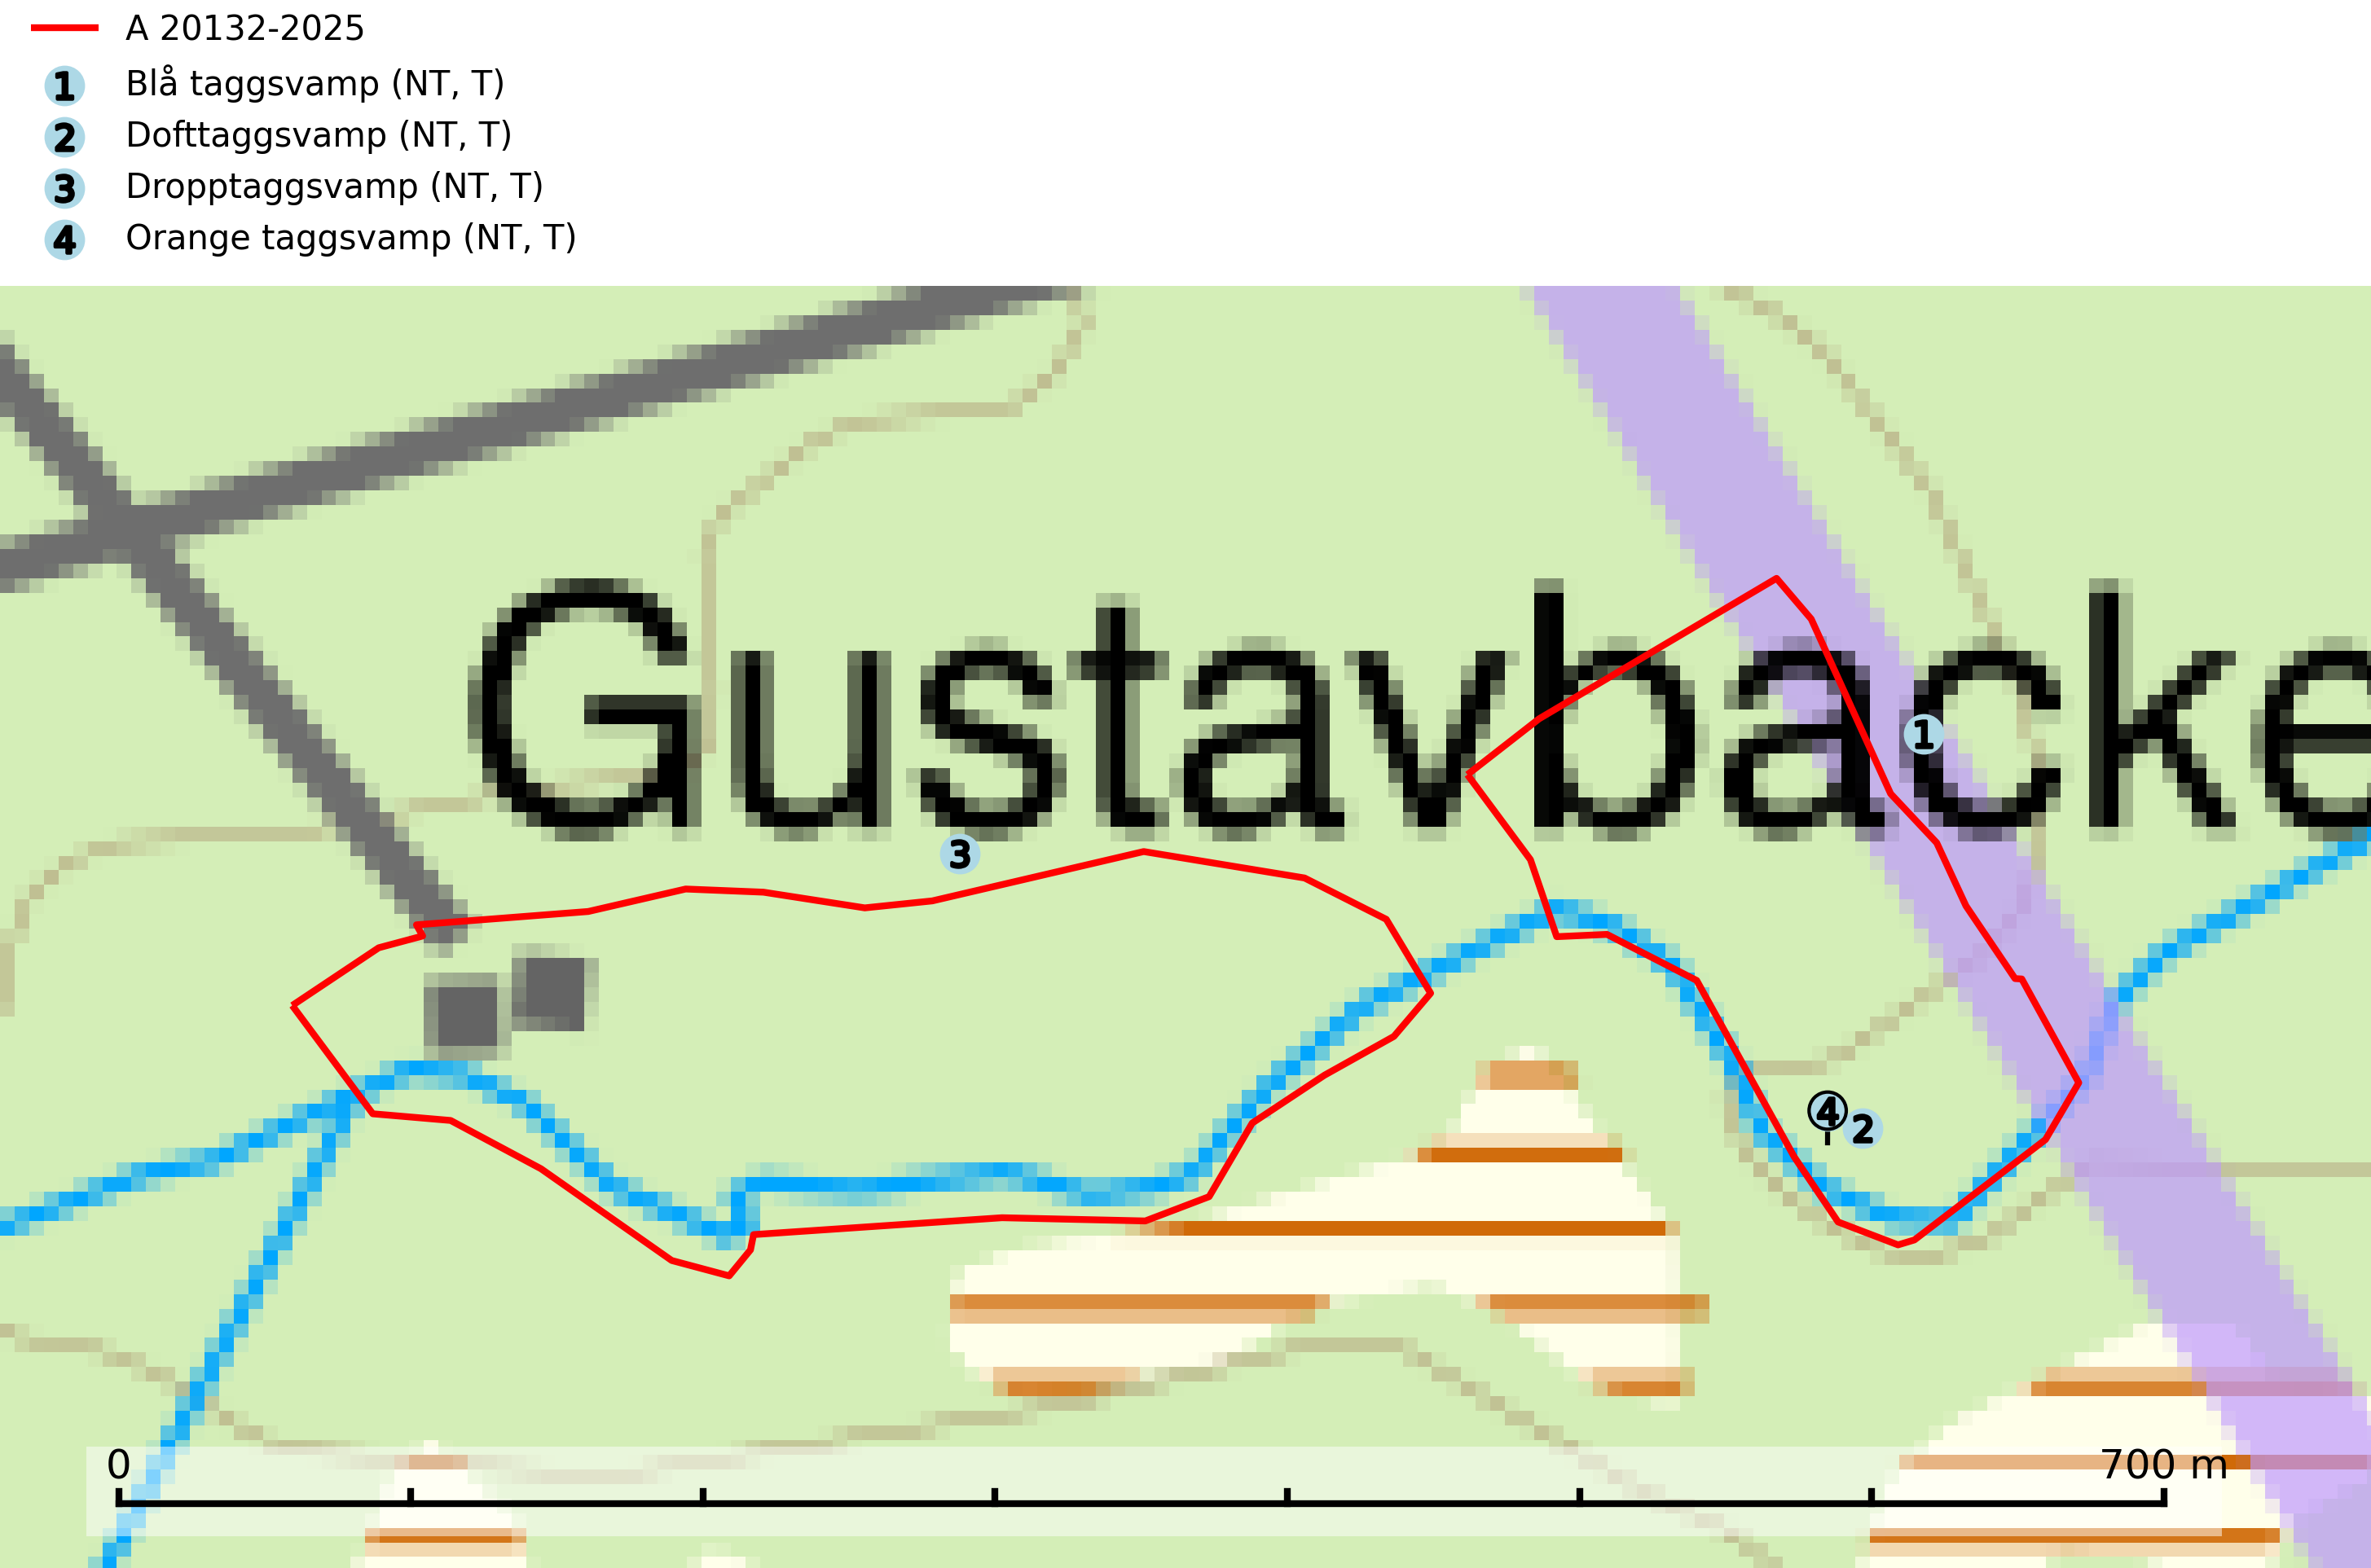 A 20132-2025
1 Blå taggsvamp (NT, T)
2 Dofttaggsvamp (NT, T)
3 Dropptaggsvamp (NT, T)
4 Orange taggsvamp (NT, T)
Gustavbacke
1
3
4 2
0 700 m